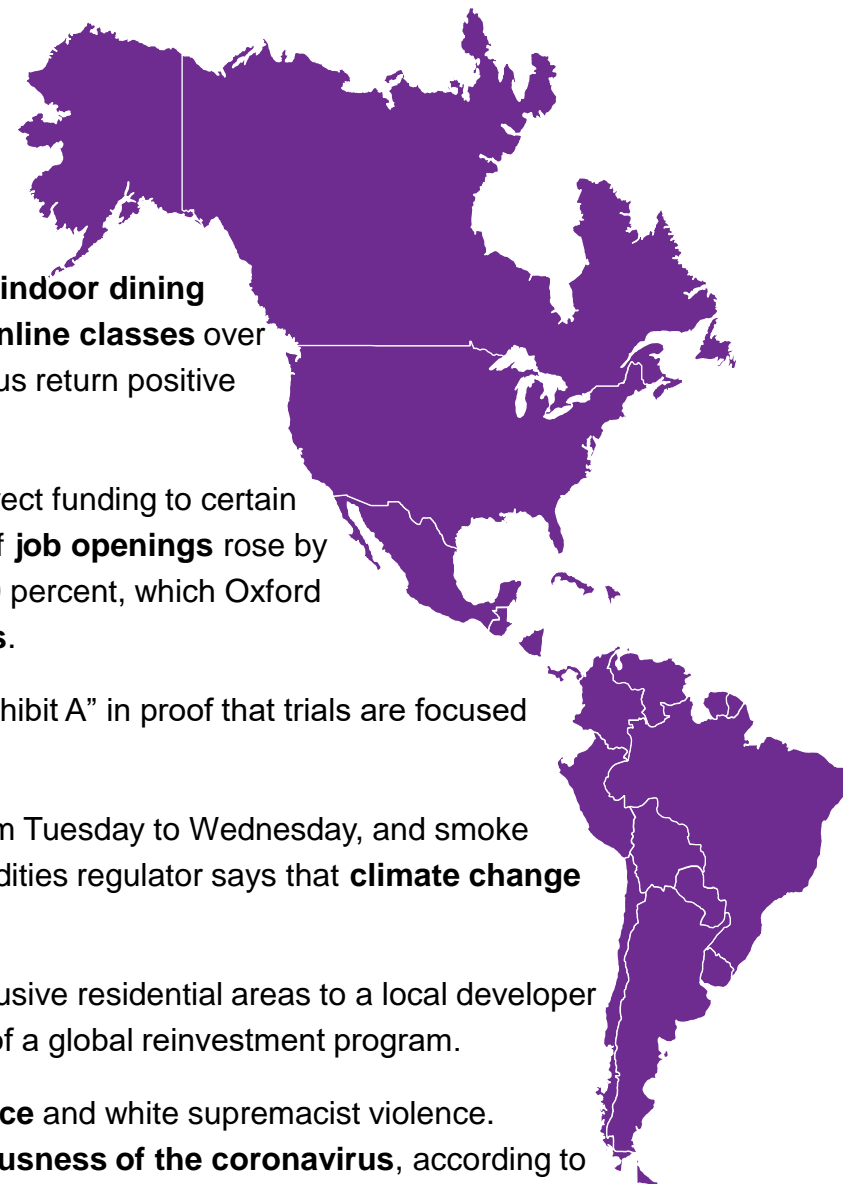 indoor dining
nline classes over
us return positive
rect funding to certain
f job openings rose by
percent, which Oxford
s.
hibit A” in proof that trials are focused
m Tuesday to Wednesday, and smoke
dities regulator says that climate change
usive residential areas to a local developer
of a global reinvestment program.
ce and white supremacist violence.
usness of the coronavirus, according to